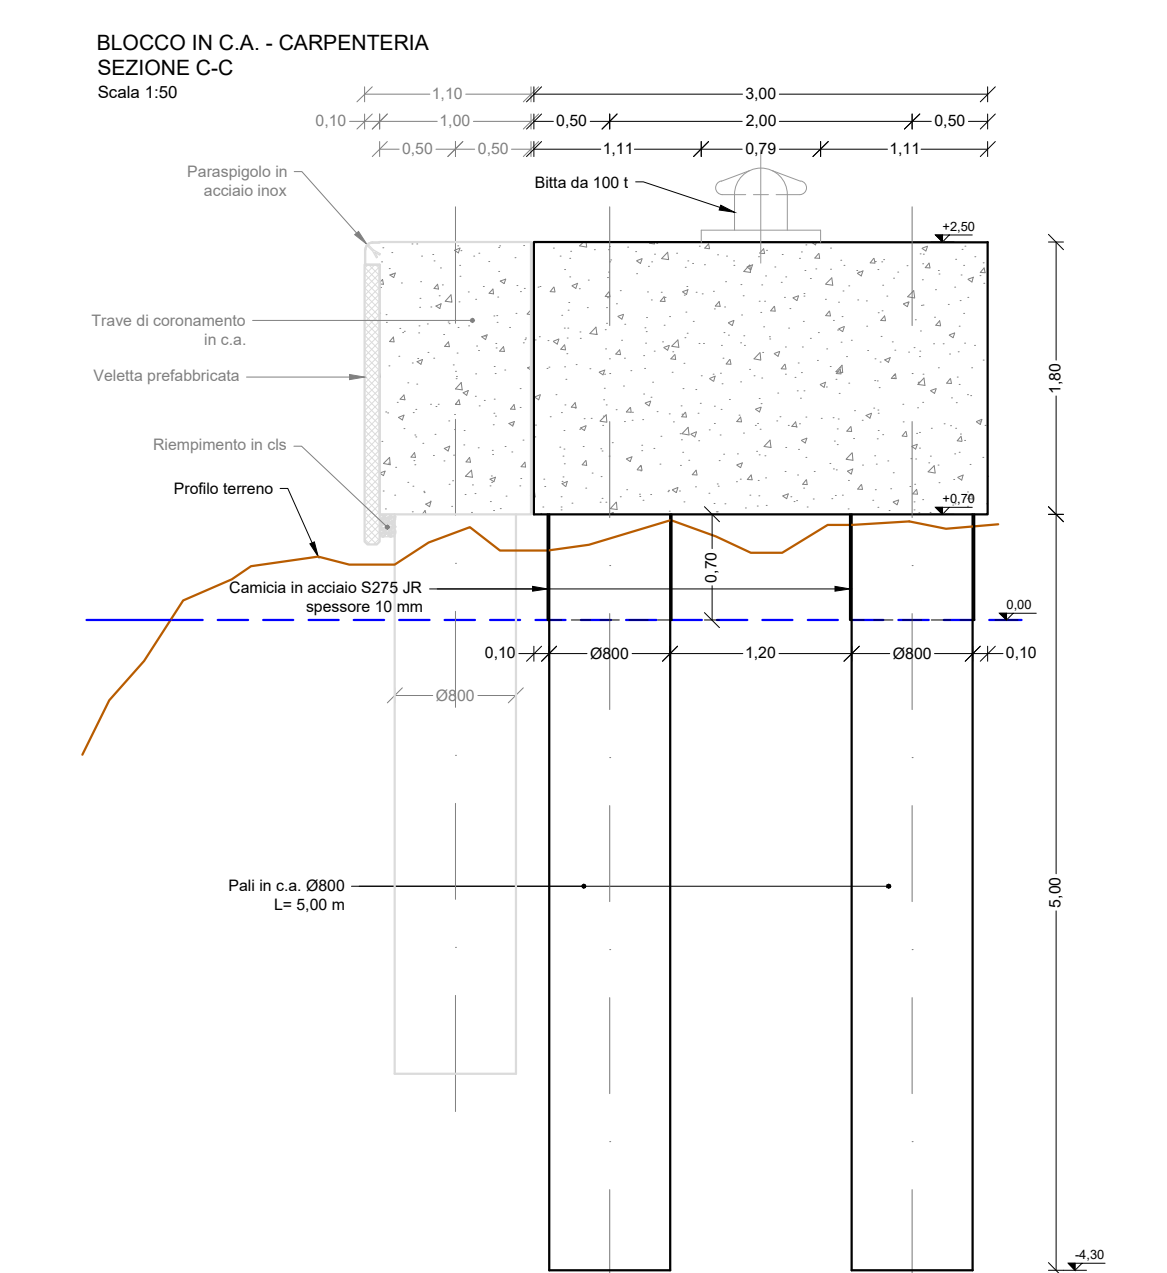 BLOCCO IN C.A. - CARPENTERIA
SEZIONE C-C
Scala 1:50
1,10
3,00
0,10
1,00
0,50
2,00
0,50
0,50
0,50
1,11
0,79
1,11
Paraspigolo in
acciaio inox
Bitta da 100 t
+2,50
Trave di coronamento
in c.a.
Veletta prefabbricata
1,80
Riempimento in cls
Profilo terreno
+0,70
0,70
Camicia in acciaio S275 JR
spessore 10 mm
0,00
0,10
Ø800
1,20
Ø800
0,10
Ø800
Pali in c.a. Ø800
L= 5,00 m
5,00
-4,30